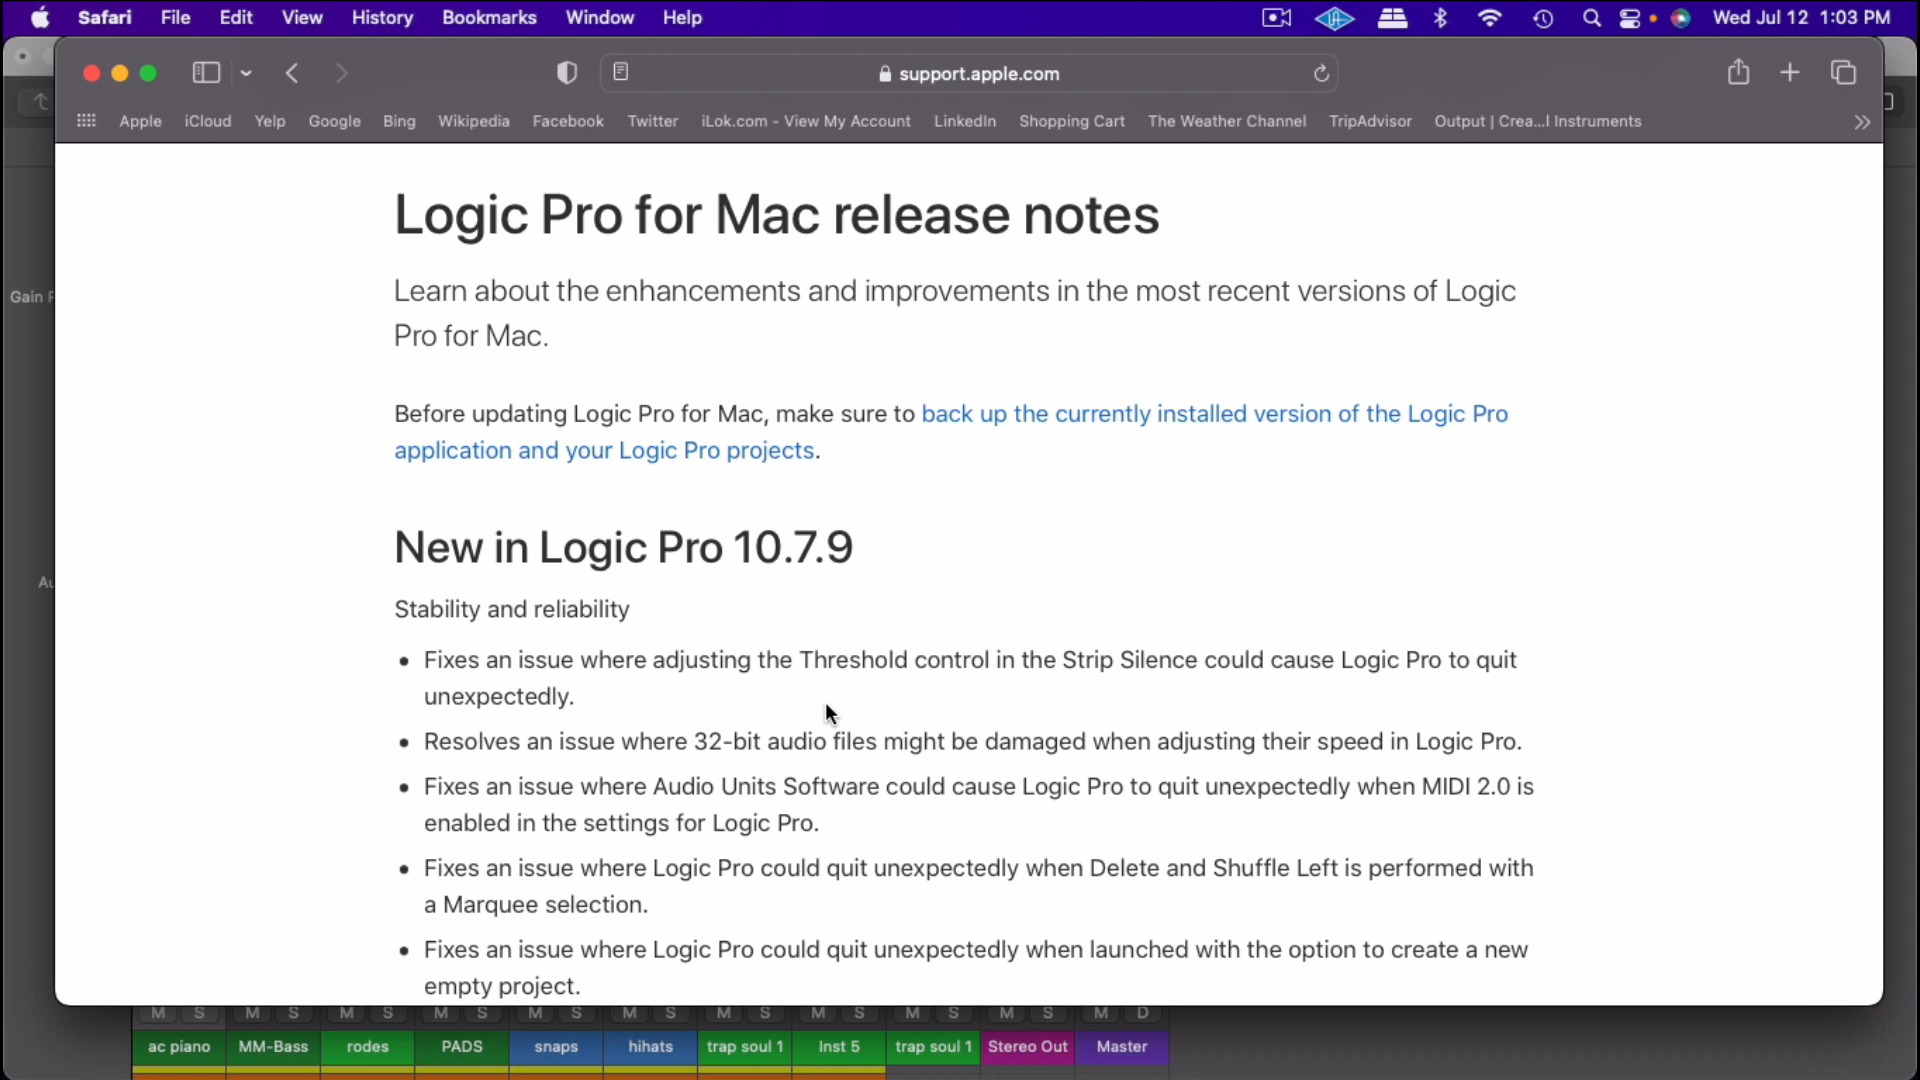 Safari File Edit View History Bookmarks Window Help Wed Jul 12 1:03 PM
support.apple.com
Apple iCloud Yelp Google Bing Wikipedia Facebook Twitter iLok.com - View My Account LinkedIn Shopping Cart The Weather Channel TripAdvisor Output | Crea...l Instruments
Logic Pro for Mac release notes
Learn about the enhancements and improvements in the most recent versions of Logic
Gain
Pro for Mac.
Before updating Logic Pro for Mac, make sure to back up the currently installed version of the Logic Pro
application and your Logic Pro projects.
New in Logic Pro 10.7.9
Stability and reliability
• Fixes an issue where adjusting the Threshold control in the Strip Silence could cause Logic Pro to quit
unexpectedly.
• Resolves an issue where 32-bit audio files might be damaged when adjusting their speed in Logic Pro.
• Fixes an issue where Audio Units Software could cause Logic Pro to quit unexpectedly when MIDI 2.0 is
enabled in the settings for Logic Pro.
• Fixes an issue where Logic Pro could quit unexpectedly when Delete and Shuffle Left is performed with
a Marquee selection.
• Fixes an issue where Logic Pro could quit unexpectedly when launched with the option to create a new
empty project.
M S M S M S M S M S M S M S M S M S M S M D
ac piano MM-Bass rodes PADS snaps hihats trap soul 1 Inst 5 trap soul 1 Stereo Out Master